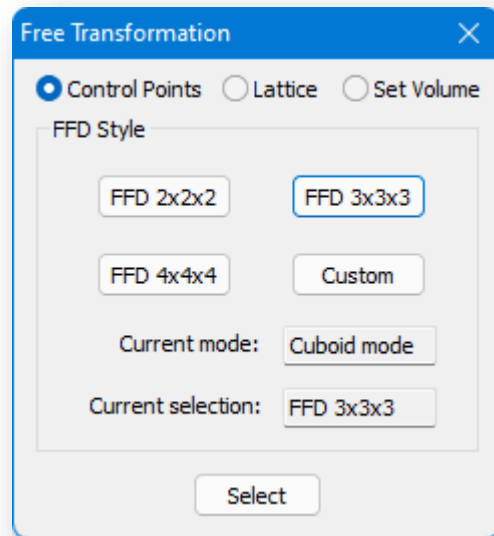 Free Transformation
Control Points Lattice Set Volume
FFD Style
FFD 2x2x2 FFD 3x3x3
FFD 4x4x4 Custom
Current mode: Cuboid mode
Current selection: FFD 3x3x3
Select